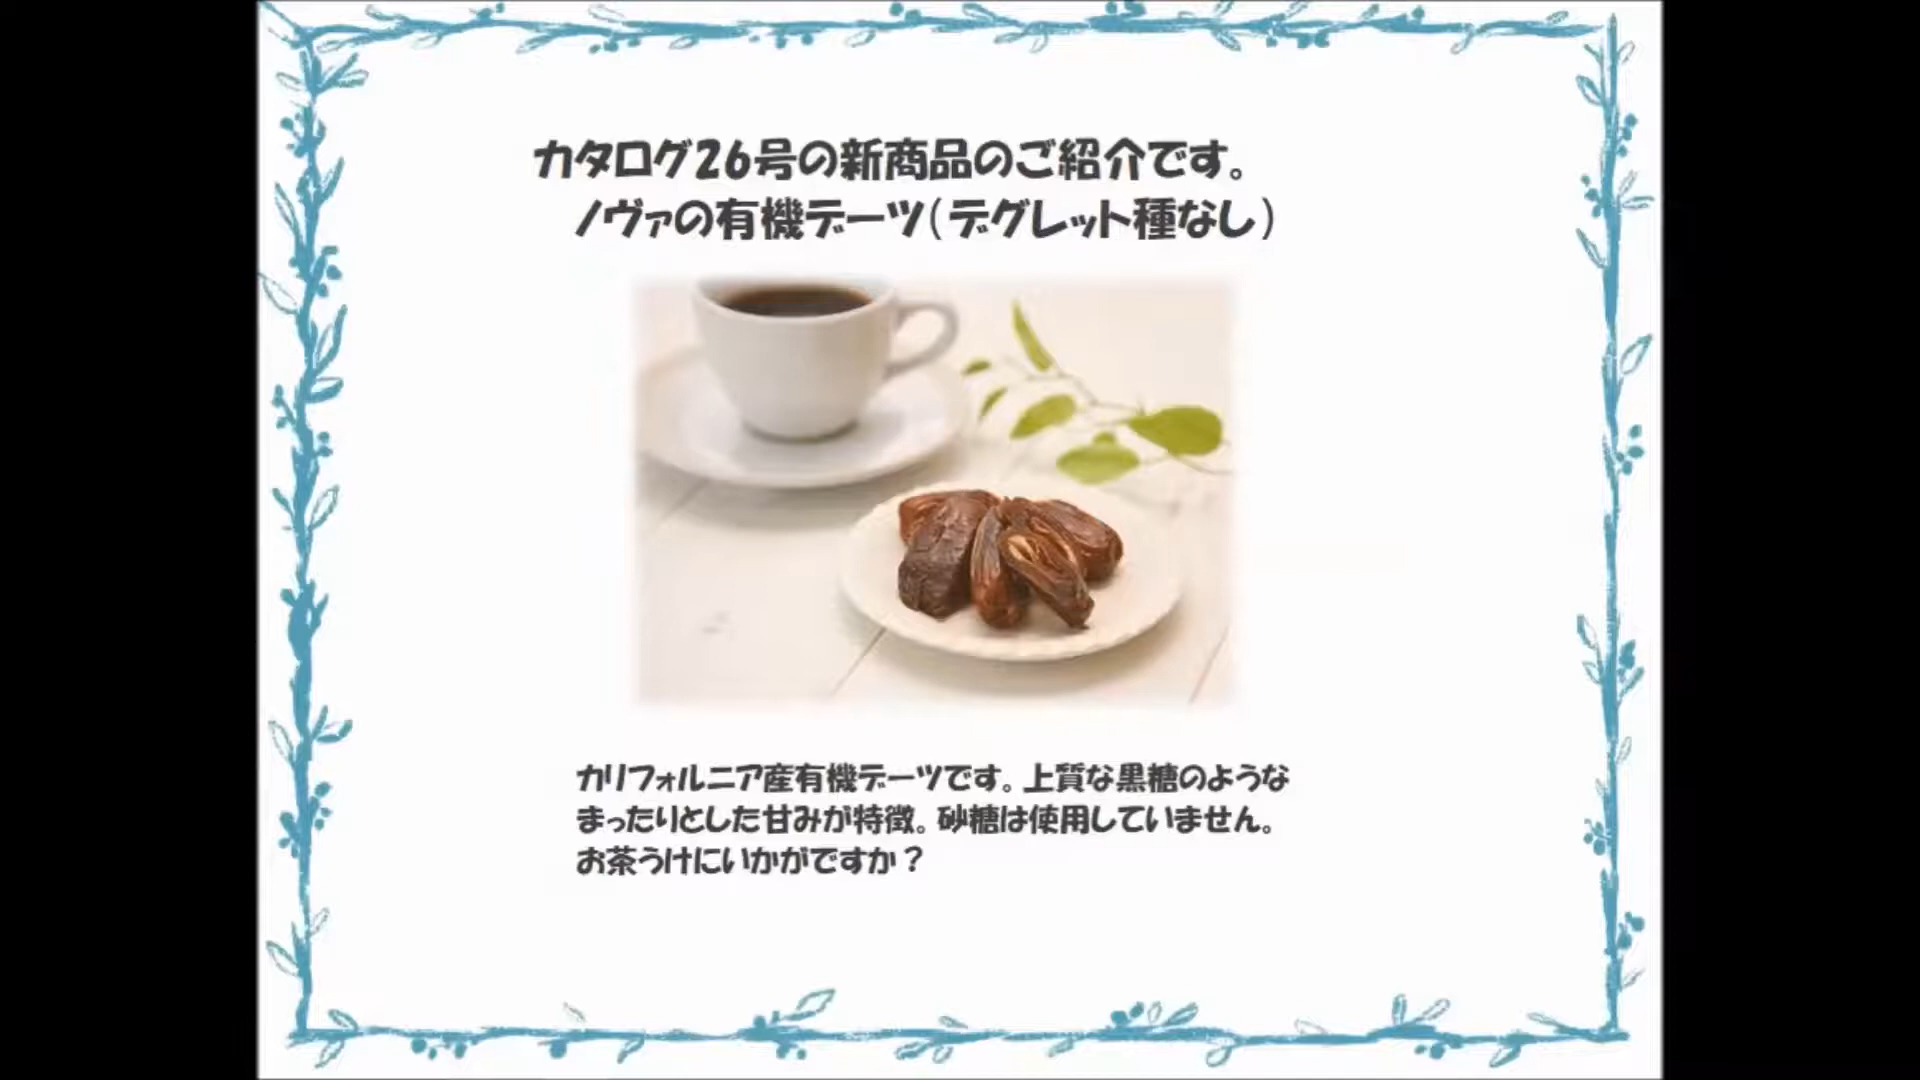 カタログ26号の新商品のご紹介です。
ノヴァの有機デーツ(デグレット種なし)
カリフォルニア産有機デーツです。上質な黒糖のような
まったりとした甘みが特徴。砂糖は使用していません。
お茶うけにいかがですか？